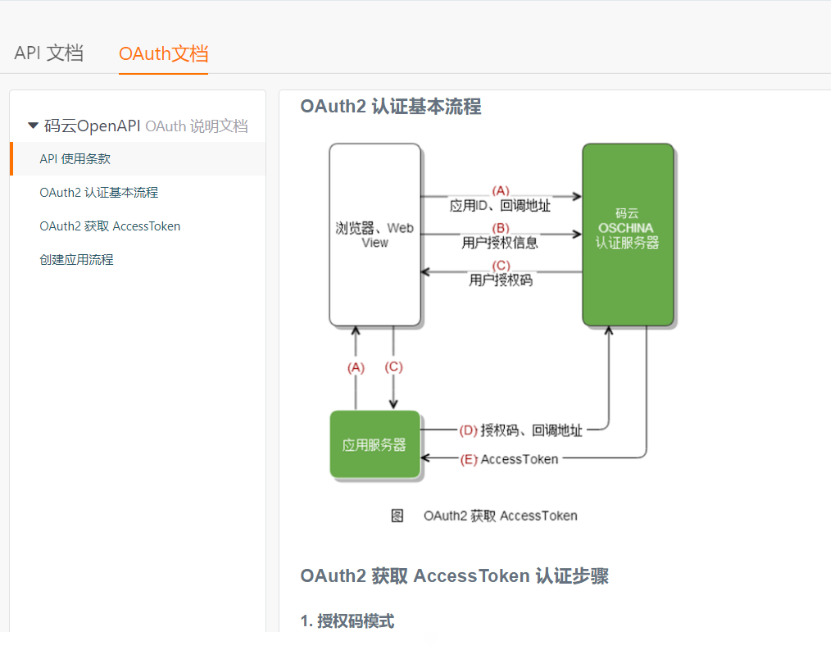 API 文档
OAuth文档
码云OpenAPI OAuth 说明文档
API 使用条款
OAuth2 认证基本流程
OAuth2 获取 AccessToken
创建应用流程
OAuth2 认证基本流程
浏览器、Web
View
(A)
应用ID、回调地址
(B)
用户授权信息
(C)
用户授权码
码云
OSCHINA
认证服务器
(A)
(C)
应用服务器
(D) 授权码、回调地址
(E) AccessToken
图 OAuth2 获取 AccessToken
OAuth2 获取 AccessToken 认证步骤
1. 授权码模式